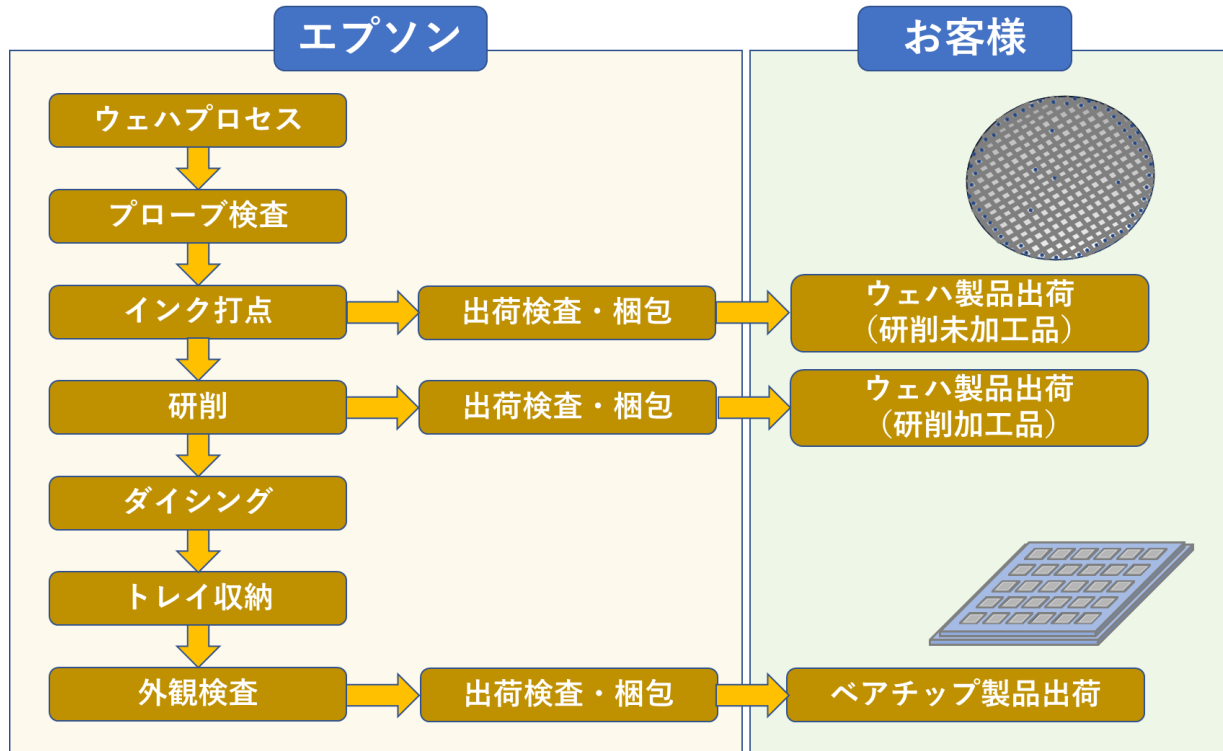 エプソン
お客様
ウェハプロセス
プローブ検査
インク打点
出荷検査・梱包
ウェハ製品出荷
（研削未加工品）
研削
出荷検査・梱包
ウェハ製品出荷
（研削加工品）
ダイシング
トレイ収納
外観検査
出荷検査・梱包
ベアチップ製品出荷